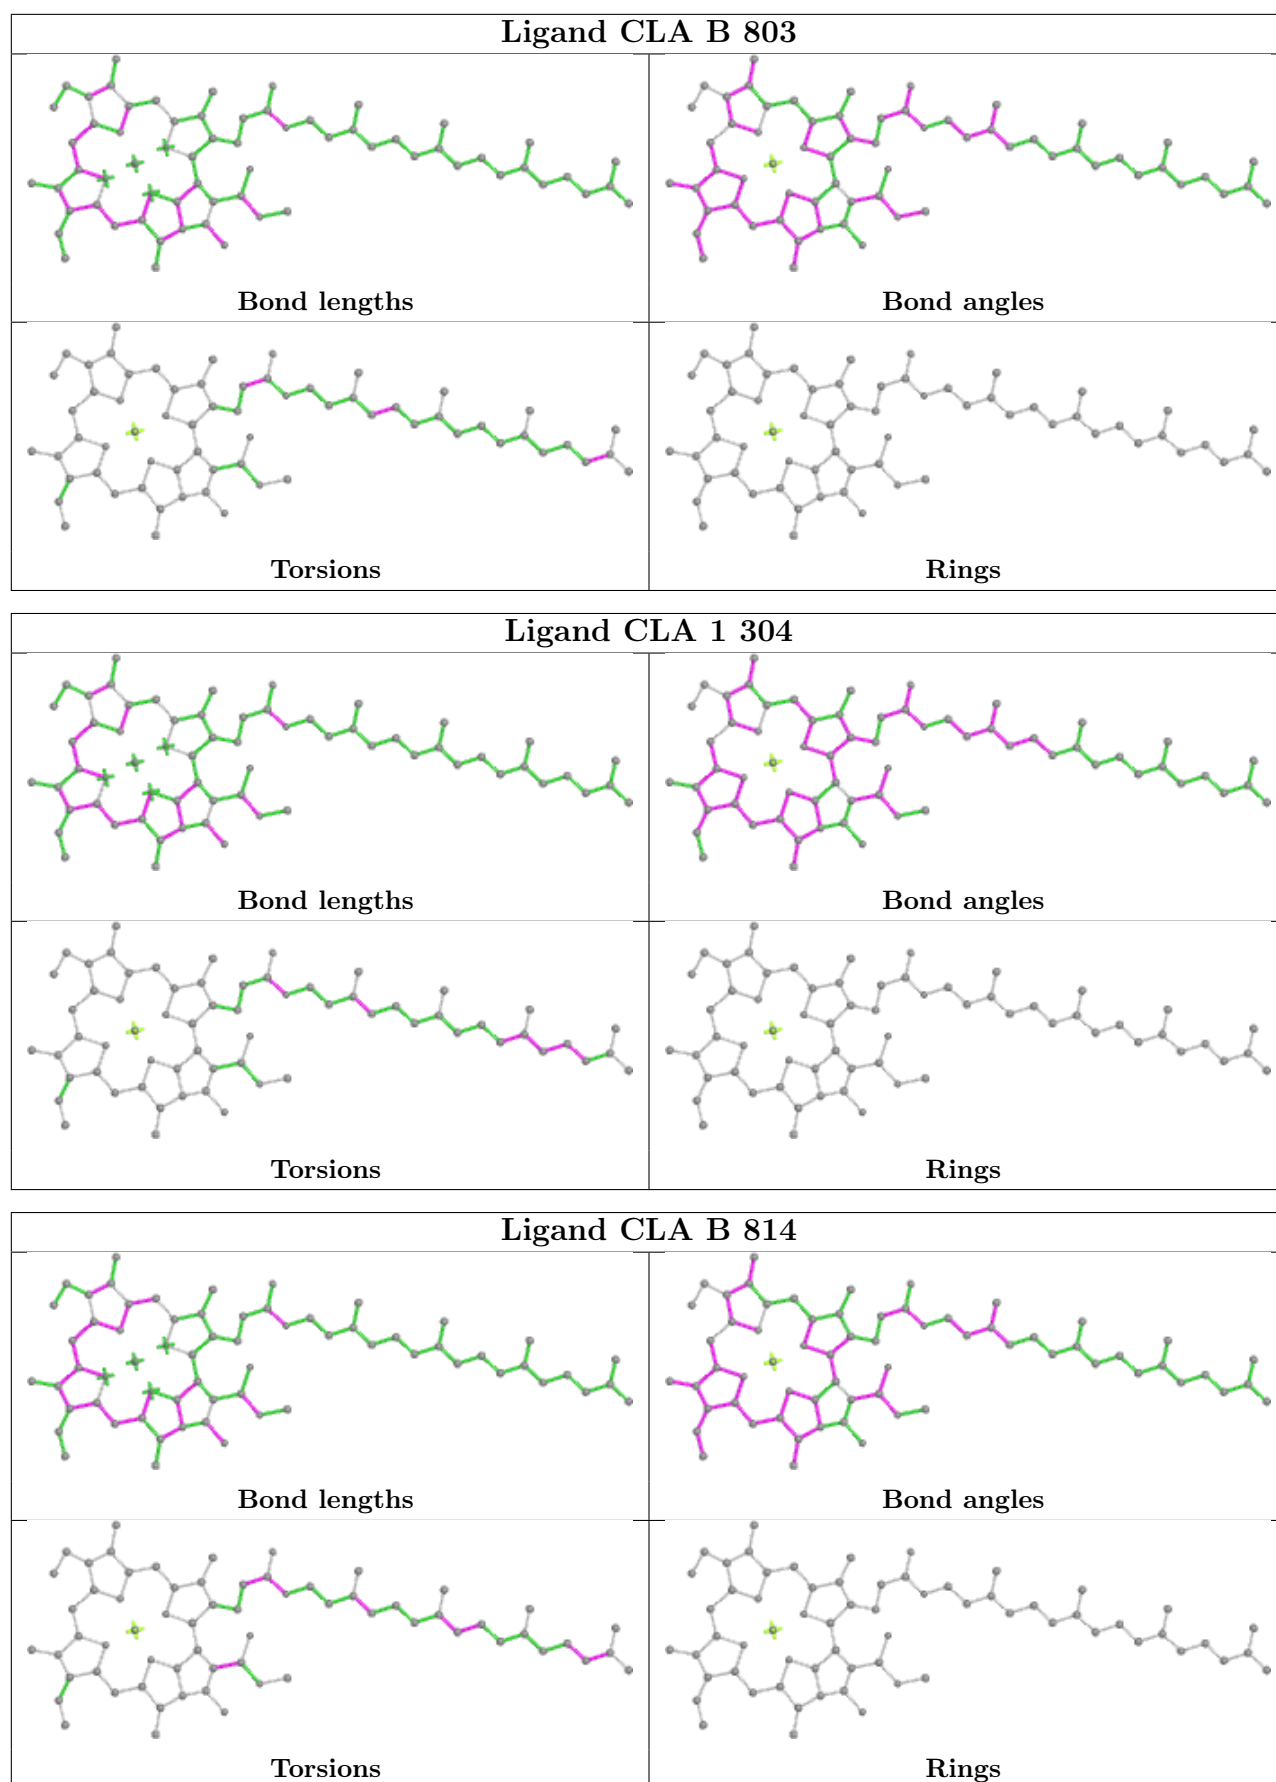 Ligand CLA B 803
Bond lengths
Bond angles
Torsions
Rings
Ligand CLA 1 304
Bond lengths
Bond angles
Torsions
Rings
Ligand CLA B 814
Bond lengths
Bond angles
Torsions
Rings